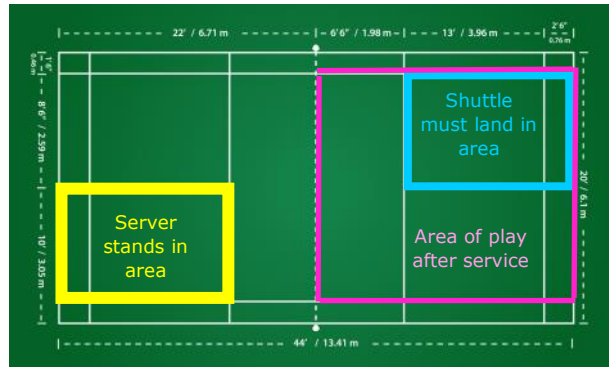 22' / 6.71 m
6'6" / 1.98 m
13' / 3.96 m
2'6"
0.76 m
1'6"
0.46 m
8'6" / 2.59 m
Shuttle
must land in
area
20' / 6.1 m
Server
stands in
area
10' / 3.05 m
Area of play
after service
44' / 13.41 m